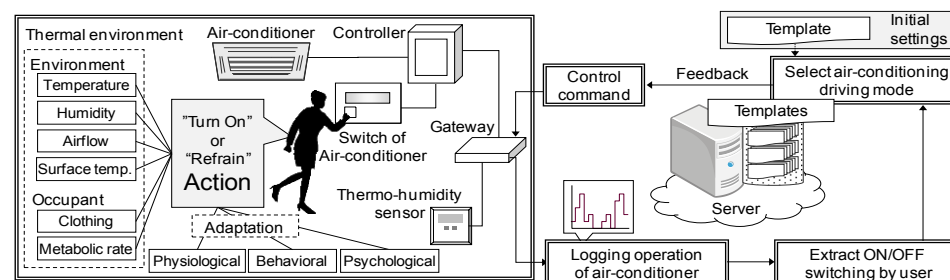 Thermal environment
Air-conditioner
Controller
Environment
Temperature
Humidity
Airflow
Surface temp.
Occupant
Clothing
Metabolic rate
"Turn On"
or
"Refrain"
Action
Adaptation
Physiological
Behavioral
Psychological
Switch of
Air-conditioner
Gateway
Thermo-humidity
sensor
Control
command
Feedback
Template
Initial
settings
Select air-conditioning
driving mode
Templates
Server
Logging operation
of air-conditioner
Extract ON/OFF
switching by user